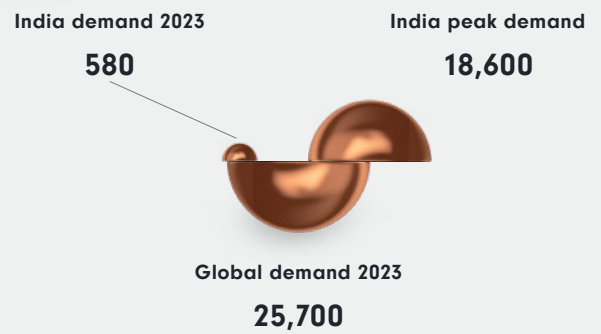 India demand 2023
580
India peak demand
18,600
Global demand 2023
25,700